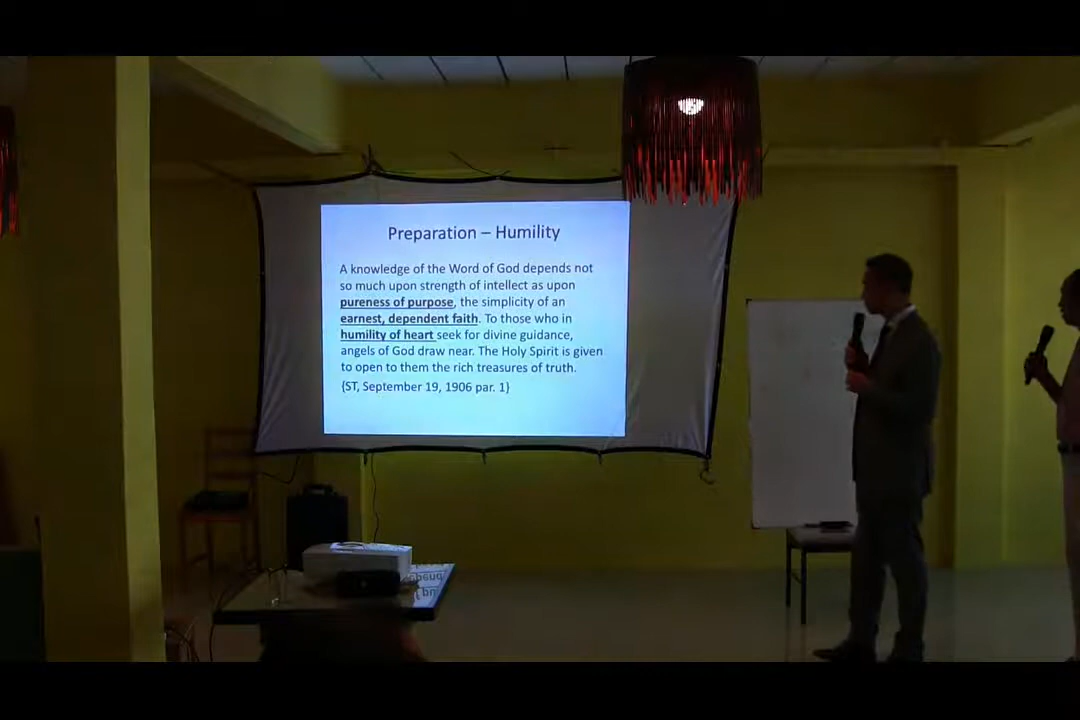 Preparation – Humility
A knowledge of the Word of God depends not
so much upon strength of intellect as upon
pureness of purpose, the simplicity of an
earnest, dependent faith. To those who in
humility of heart seek for divine guidance,
angels of God draw near. The Holy Spirit is given
to open to them the rich treasures of truth.
{ST, September 19, 1906 par. 1}